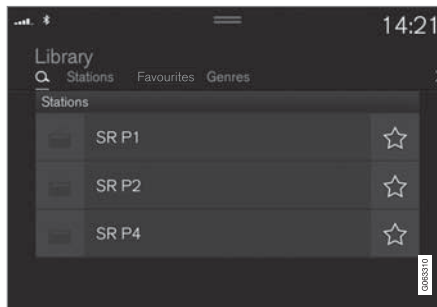 14:21
Library
Stations Favourites Genres
Stations
SR P1
SR P2
SR P4
G063310